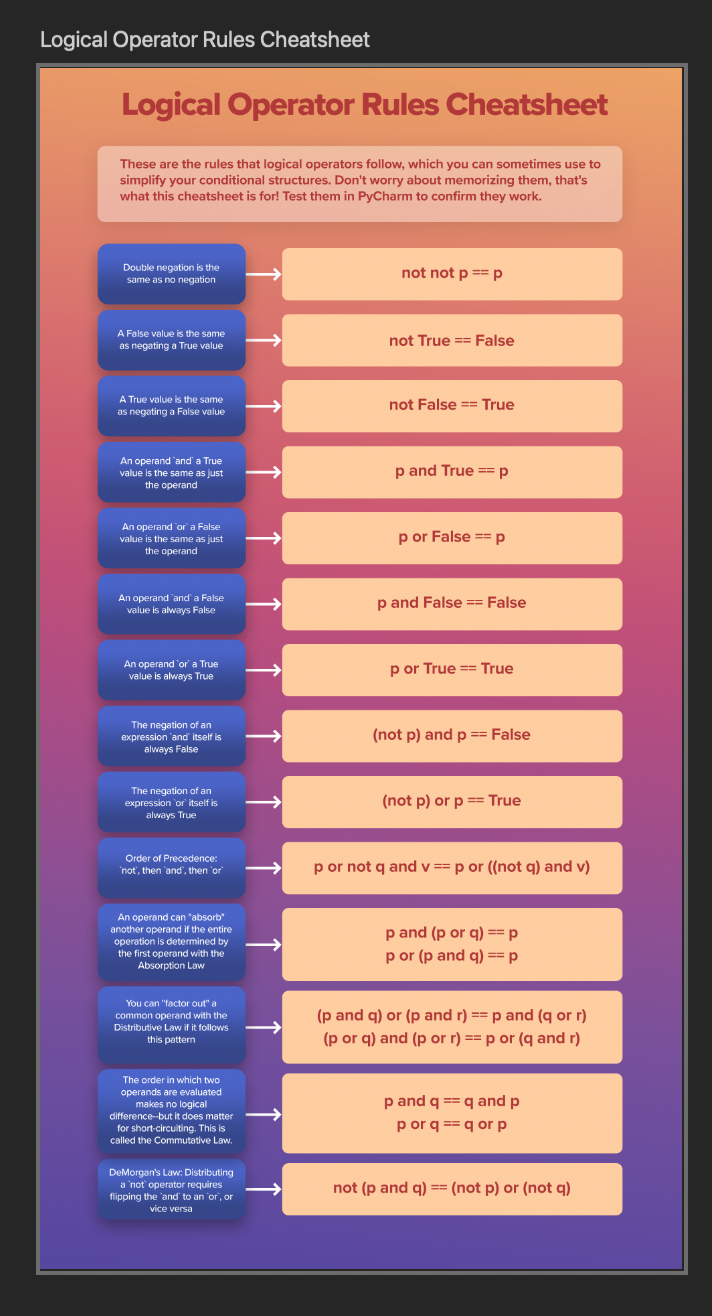 Logical Operator Rules Cheatsheet
Logical Operator Rules Cheatsheet
These are the rules that logical operators follow, which you can sometimes use to
simplify your conditional structures. Don't worry about memorizing them, that's
what this cheatsheet is for! Test them in PyCharm to confirm they work.
Double negation is the
same as no negation
not not p == p
A False value is the same
as negating a True value
not True == False
A True value is the same
as negating a False value
not False == True
An operand `and` a True
value is the same as just
the operand
p and True == p
An operand `or` a False
value is the same as just
the operand
p or False == p
An operand `and` a False
value is always False
p and False == False
An operand `or` a True
value is always True
p or True == True
The negation of an
expression `and` itself is
always False
(not p) and p == False
The negation of an
expression `or` itself is
always True
(not p) or p == True
Order of Precedence:
`not`, then `and`, then `or`
p or not q and v == p or ((not q) and v)
An operand can "absorb"
another operand if the entire
operation is determined by
the first operand with the
Absorption Law
p and (p or q) == p
p or (p and q) == p
You can "factor out" a
common operand with the
Distributive Law if it follows
this pattern
(p and q) or (p and r) == p and (q or r)
(p or q) and (p or r) == p or (q and r)
The order in which two
operands are evaluated
makes no logical
difference--but it does matter
for short-circuiting. This is
called the Commutative Law.
p and q == q and p
p or q == q or p
DeMorgan's Law: Distributing
a `not` operator requires
flipping the `and` to an `or`, or
vice versa
not (p and q) == (not p) or (not q)